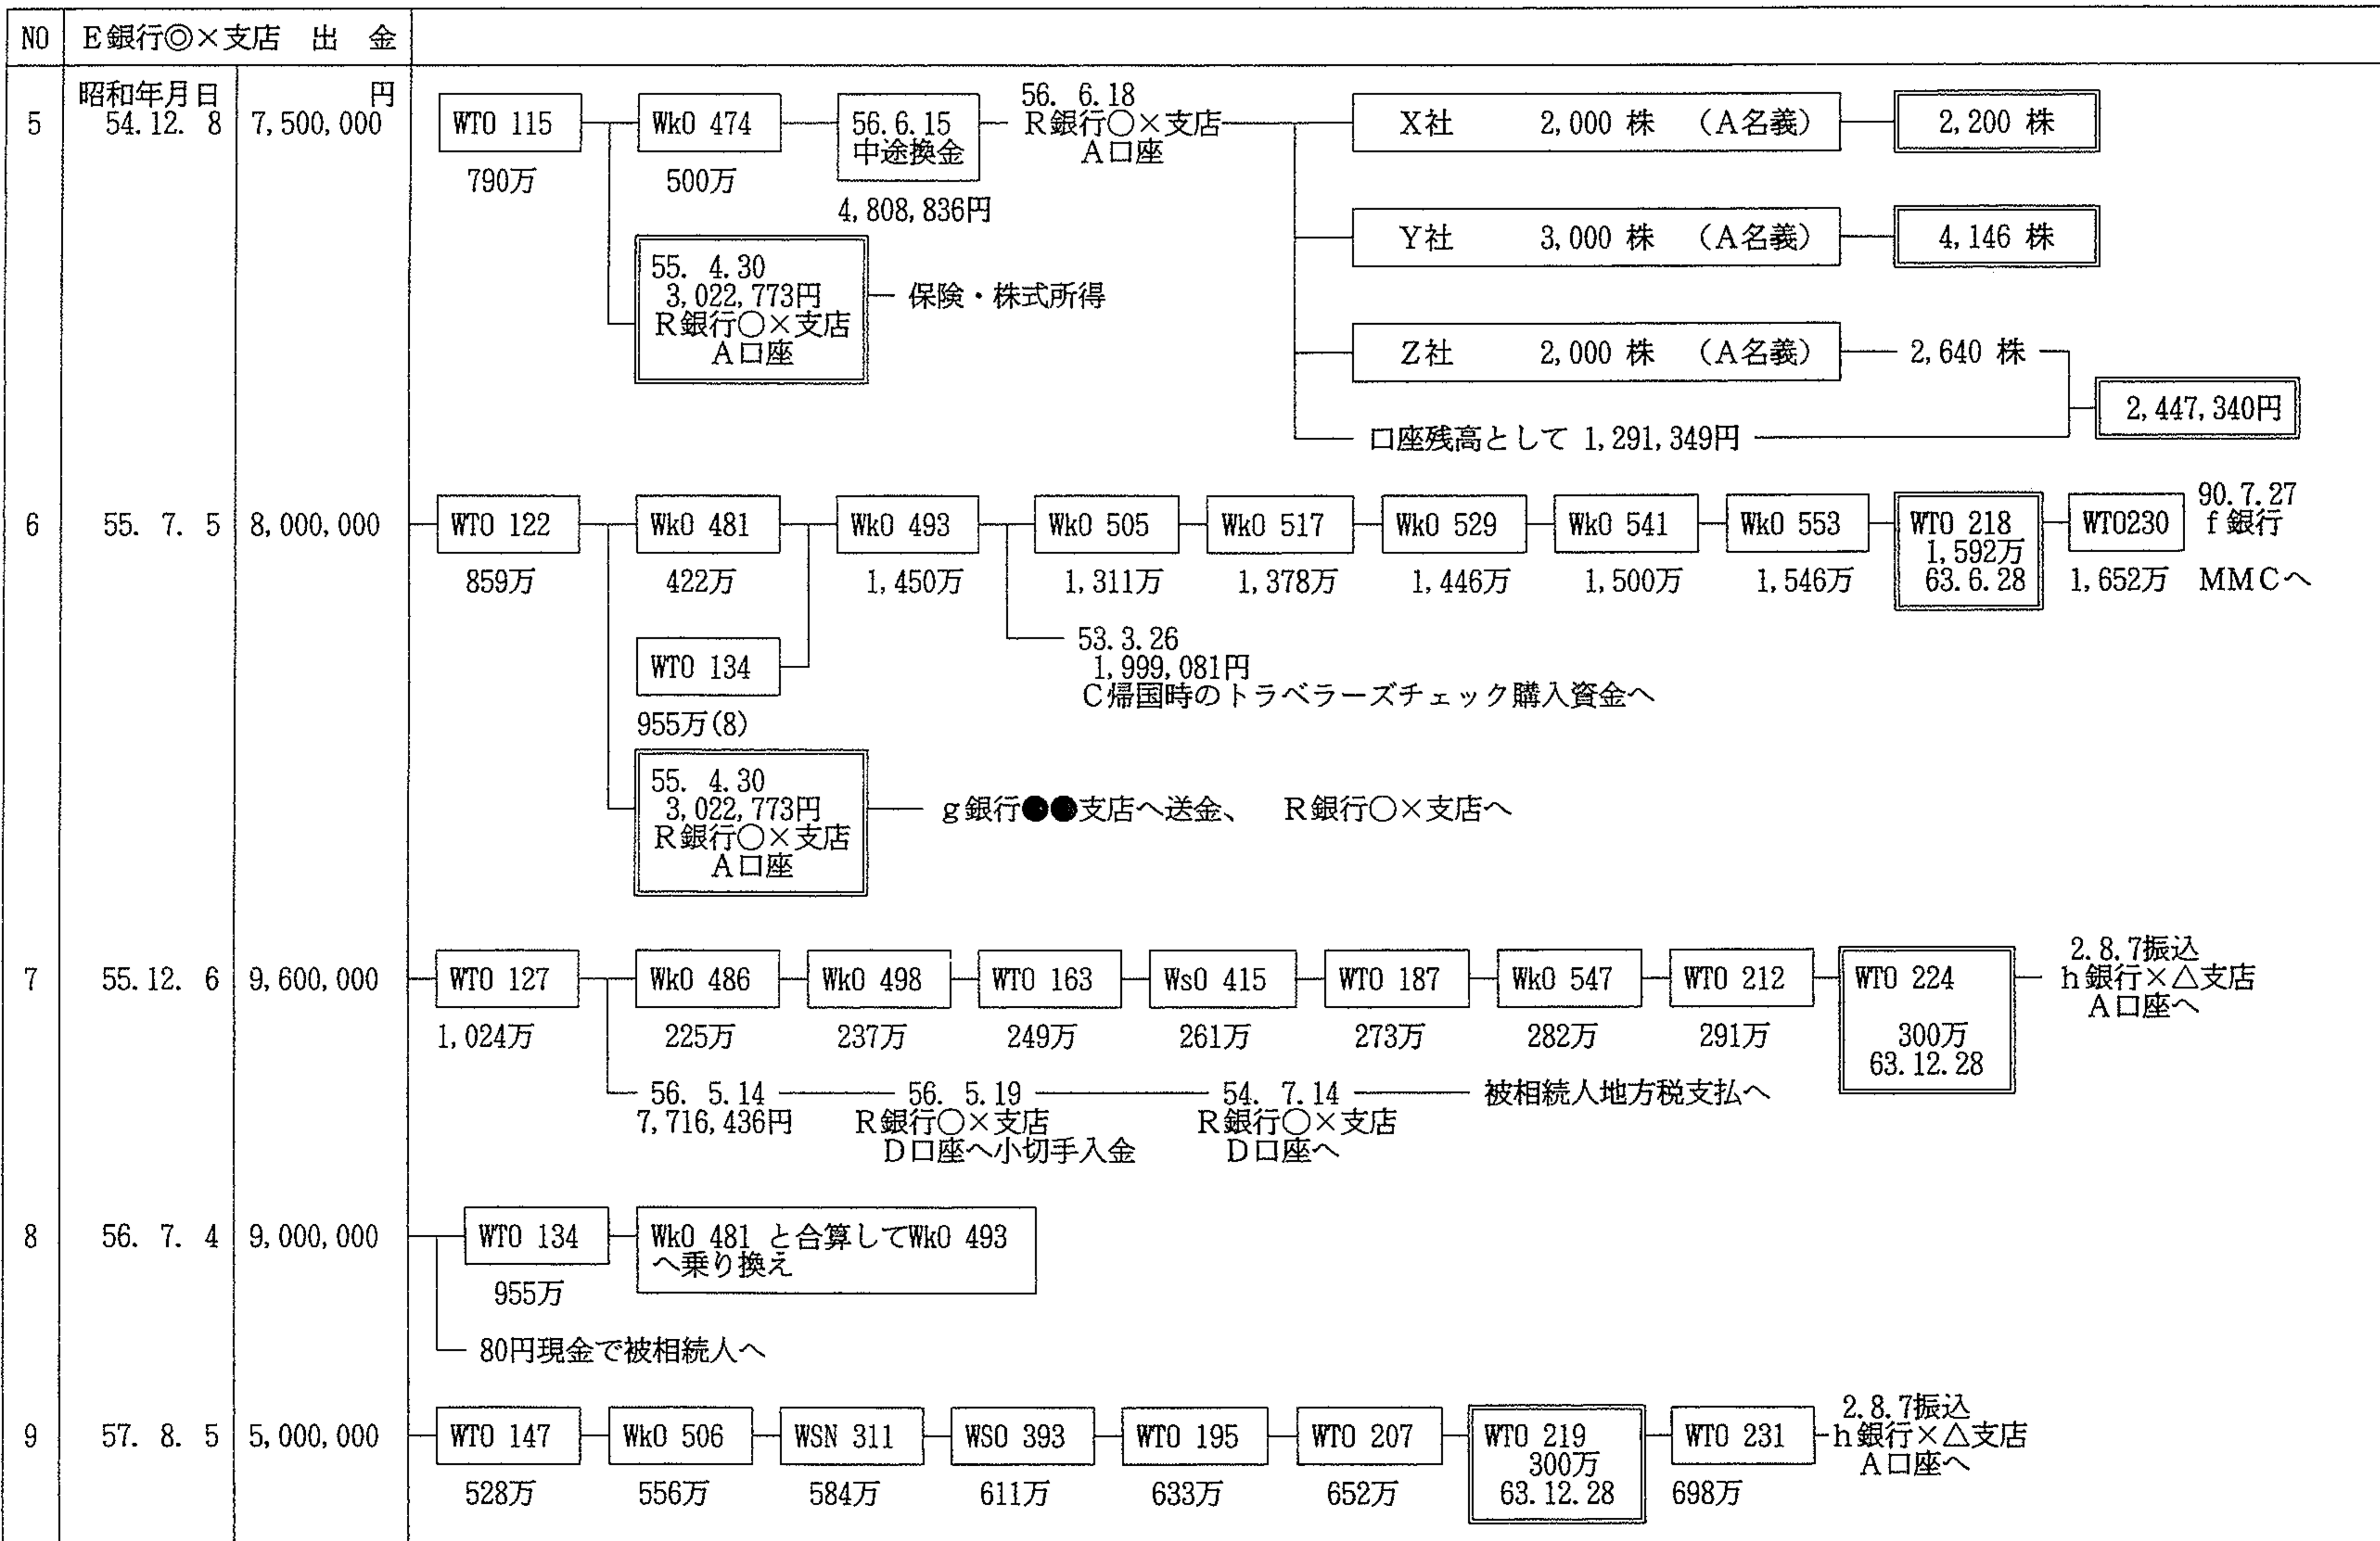 NO E銀行◎×支店 出 金
昭和年月日 円
5 54.12. 8 7,500,000
WTO 115
790万
WkO 474
500万
56.6.15
中途換金
4,808,836円
56. 6.18
R銀行○×支店
A口座
X社 2,000 株 (A名義)
2,200 株
Y社 3,000 株 (A名義)
4,146 株
Z社 2,000 株 (A名義)
2,640 株
口座残高として 1,291,349円
2,447,340円
55. 4.30
3,022,773円
R銀行○×支店
A口座
保険・株式所得
6 55. 7. 5 8,000,000
WTO 122
859万
WkO 481
422万
WkO 493
1,450万
WkO 505
1,311万
WkO 517
1,378万
WkO 529
1,446万
WkO 541
1,500万
WkO 553
1,546万
WTO 218
1,592万
63.6.28
WTO230
1,652万
90.7.27
f銀行
MMCへ
WTO 134
955万(8)
53.3.26
1,999,081円
C帰国時のトラベラーズチェック購入資金へ
55. 4.30
3,022,773円
R銀行○×支店
A口座
g銀行●●支店へ送金、 R銀行○×支店へ
7 55.12. 6 9,600,000
WTO 127
1,024万
WkO 486
225万
WkO 498
237万
WTO 163
249万
WsO 415
261万
WTO 187
273万
WkO 547
282万
WTO 212
291万
WTO 224
300万
63.12.28
2.8.7振込
h銀行×△支店
A口座へ
56. 5.14
7,716,436円
56. 5.19
R銀行○×支店
D口座へ小切手入金
54. 7.14
R銀行○×支店
D口座へ
被相続人地方税支払へ
8 56. 7. 4 9,000,000
WTO 134
955万
WkO 481 と合算してWkO 493
へ乗り換え
80円現金で被相続人へ
9 57. 8. 5 5,000,000
WTO 147
528万
WkO 506
556万
WSN 311
584万
WSO 393
611万
WTO 195
633万
WTO 207
652万
WTO 219
300万
63.12.28
WTO 231
698万
2.8.7振込
h銀行×△支店
A口座へ